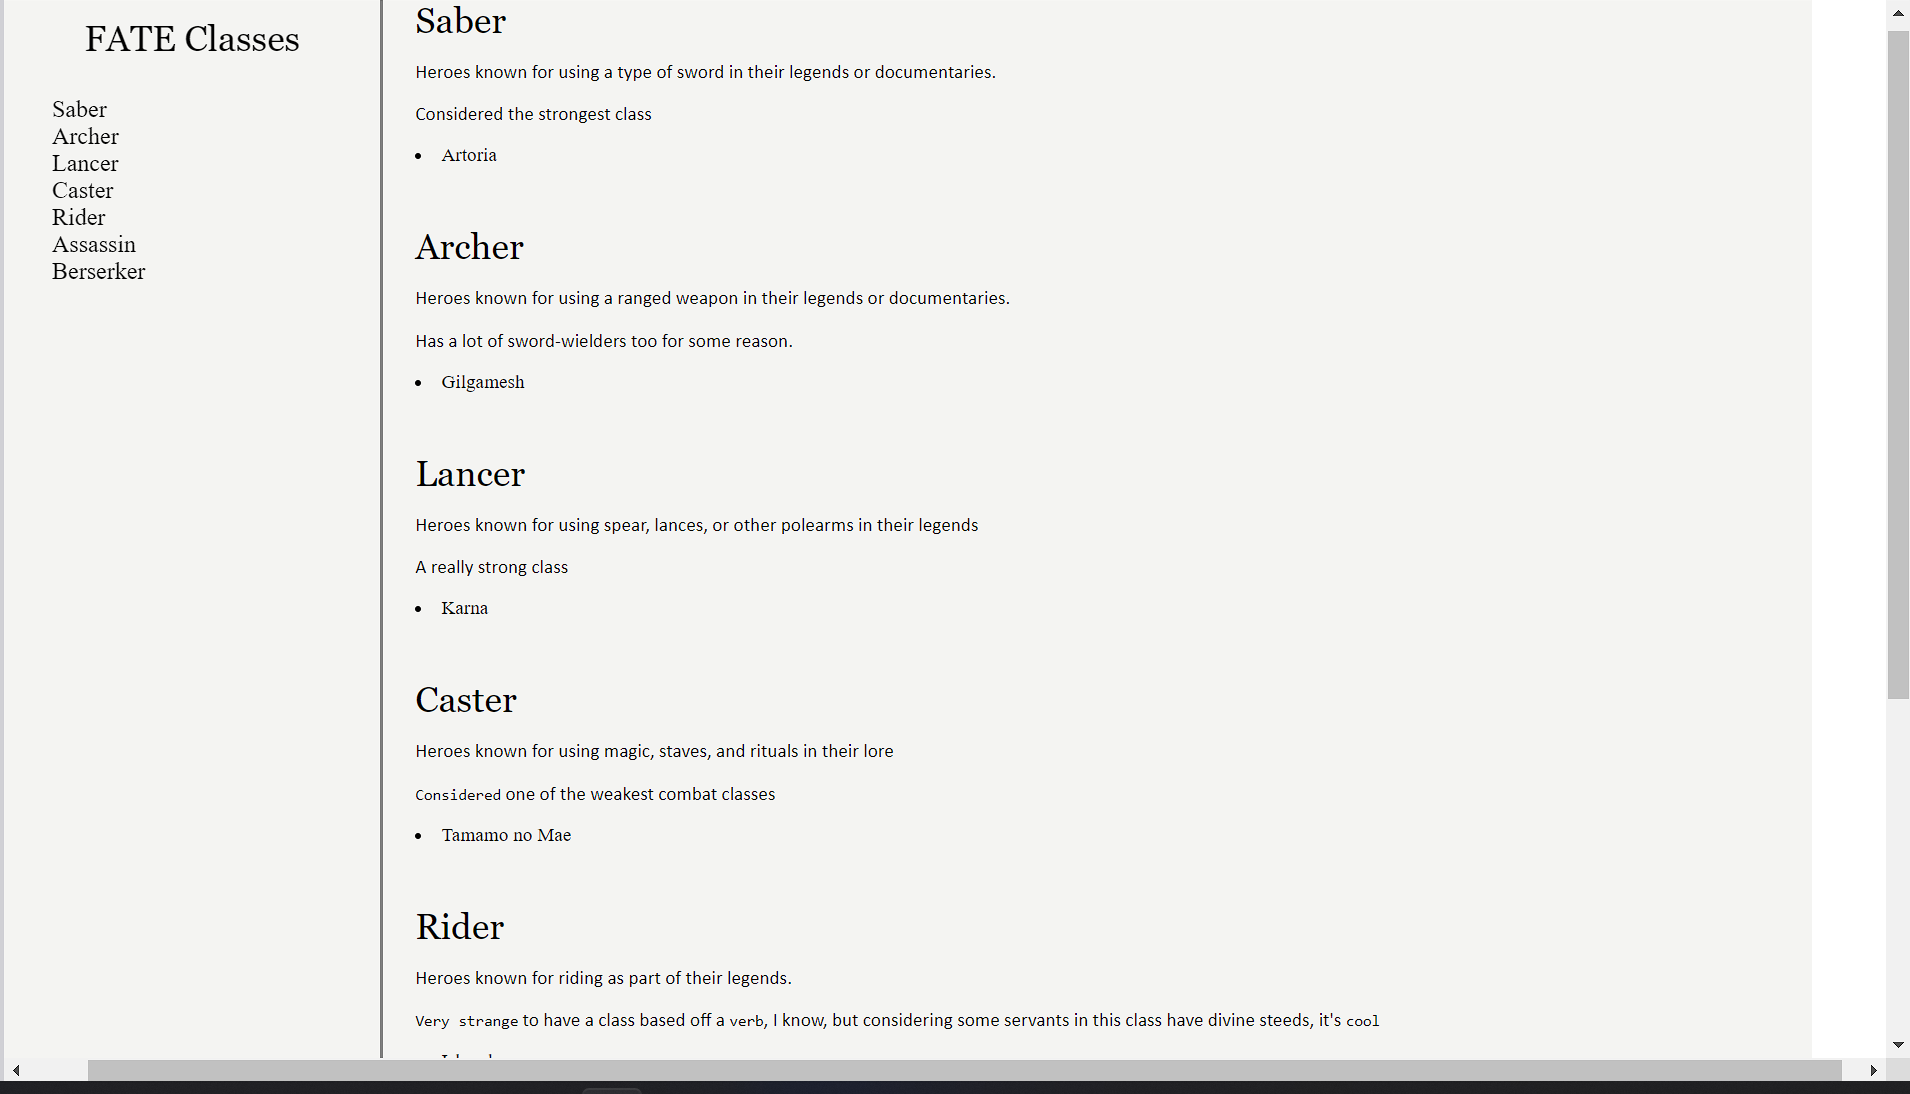 FATE Classes
Saber
Archer
Lancer
Caster
Rider
Assassin
Berserker
Saber
Heroes known for using a type of sword in their legends or documentaries.
Considered the strongest class
• Artoria
Archer
Heroes known for using a ranged weapon in their legends or documentaries.
Has a lot of sword-wielders too for some reason.
• Gilgamesh
Lancer
Heroes known for using spear, lances, or other polearms in their legends
A really strong class
• Karna
Caster
Heroes known for using magic, staves, and rituals in their lore
Considered one of the weakest combat classes
• Tamamo no Mae
Rider
Heroes known for riding as part of their legends.
Very strange to have a class based off a verb, I know, but considering some servants in this class have divine steeds, it's cool